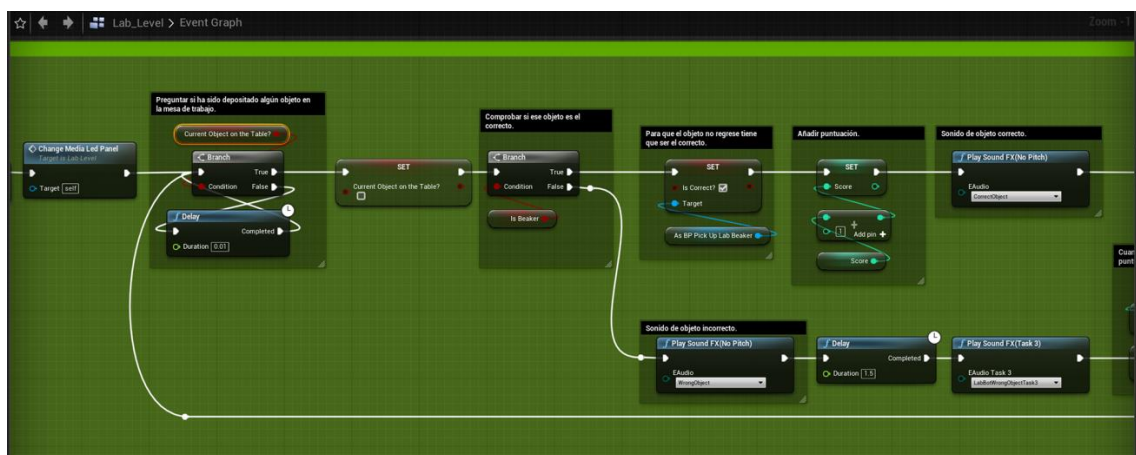 Lab_Level > Event Graph
Zoom -1
Preguntar si ha sido depositado algún objeto en
la mesa de trabajo.
Current Object on the Table?
Branch
True
Condition
False
Delay
Completed
Duration 0.01
Change Media Led Panel
Target is Lab Level
Target self
SET
Current Object on the Table?
Comprobar si ese objeto es el
correcto.
Branch
True
Condition
False
Is Beaker
Para que el objeto no regrese tiene
que ser el correcto.
SET
Is Correct?
Target
As BP Pick Up Lab Beaker
Añadir puntuación.
SET
Score
+
1
Add pin +
Score
Sonido de objeto correcto.
Play Sound FX(No Pitch)
EAudio
CorrectObject
Sonido de objeto incorrecto.
Play Sound FX(No Pitch)
EAudio
WrongObject
Delay
Completed
Duration 1.5
Play Sound FX(Task 3)
EAudio Task 3
LabBotWrongObjectTask3
Cuan
punt